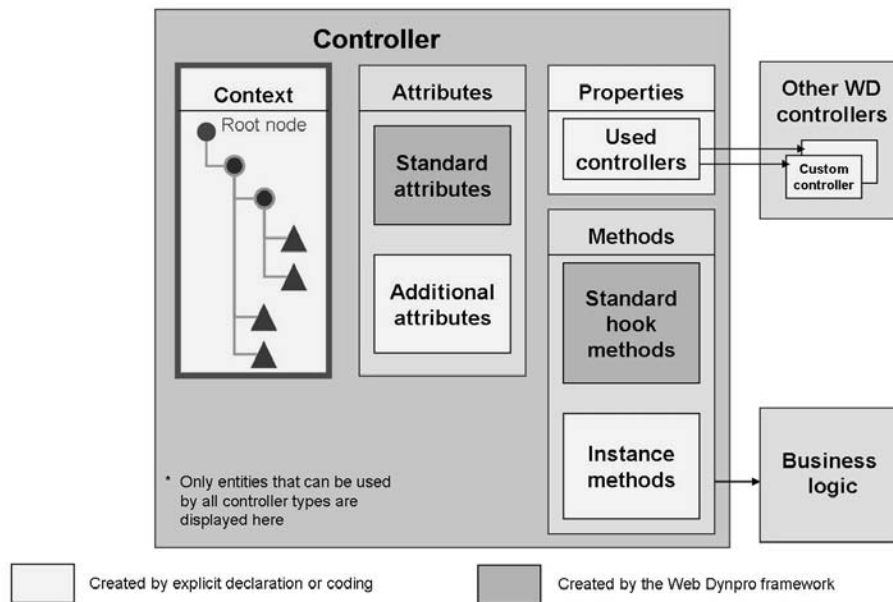 Controller
Context
Root node
Attributes
Standard
attributes
Additional
attributes
Properties
Used
controllers
Methods
Standard
hook
methods
Instance
methods
Other WD
controllers
Custom
controller
Business
logic
* Only entities that can be used
by all controller types are
displayed here
Created by explicit declaration or coding
Created by the Web Dynpro framework